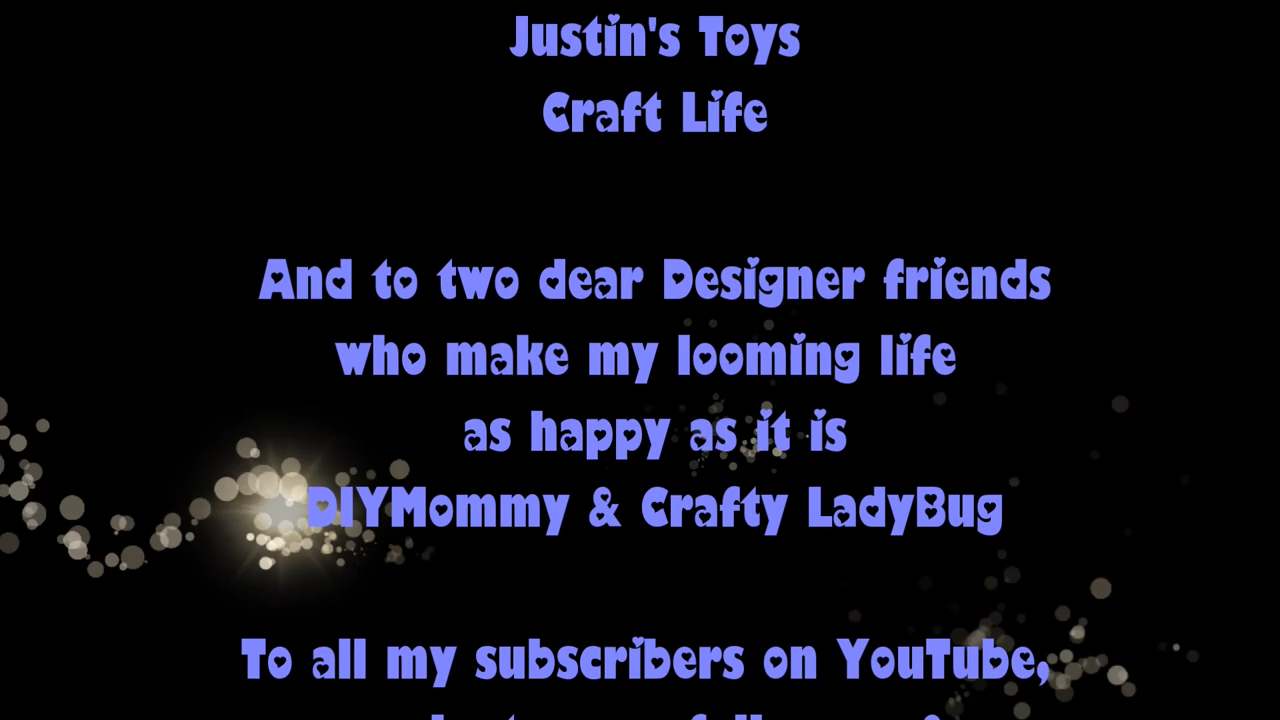 Justin's Toys
Craft Life
And to two dear Designer friends
who make my looming life
as happy as it is
DIYMommy & Crafty LadyBug
To all my subscribers on YouTube,